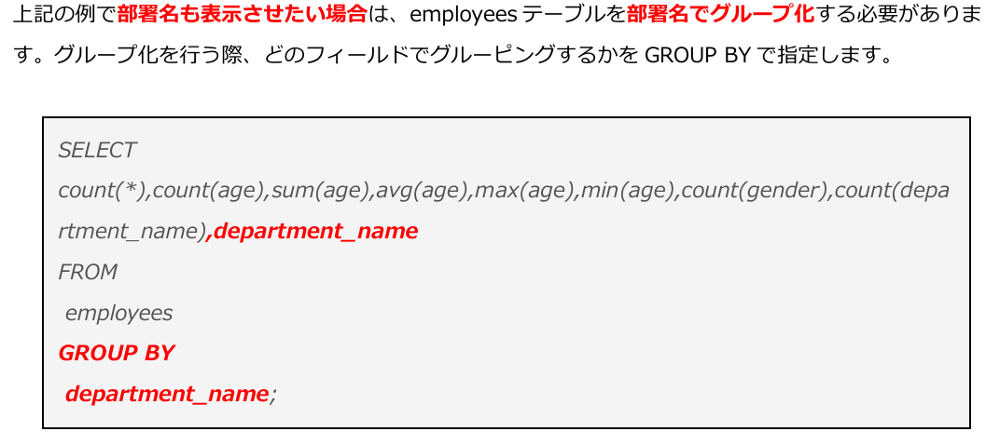 上記の例で部署名も表示させたい場合は、employees テーブルを部署名でグループ化する必要がありま
す。グループ化を行う際、どのフィールドでグルーピングするかを GROUP BY で指定します。
SELECT
count(*),count(age),sum(age),avg(age),max(age),min(age),count(gender),count(depa
rtment_name),department_name
FROM
employees
GROUP BY
department_name;